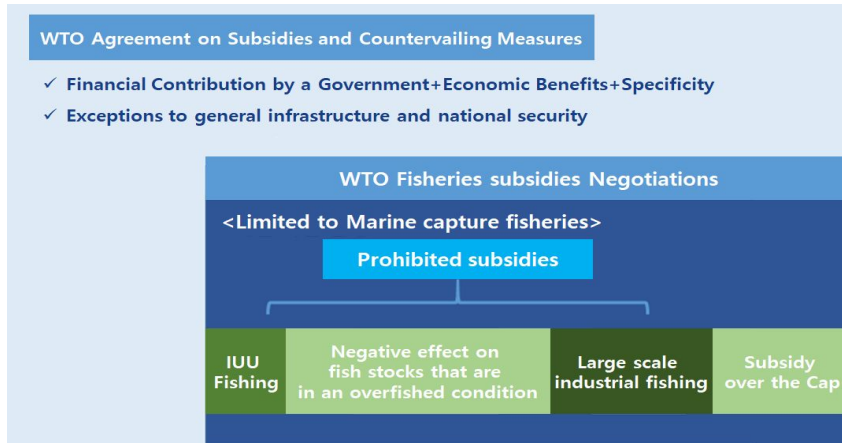 WTO Agreement on Subsidies and Countervailing Measures
✓ Financial Contribution by a Government+Economic Benefits+Specificity
✓ Exceptions to general infrastructure and national security
WTO Fisheries subsidies Negotiations
<Limited to Marine capture fisheries>
Prohibited subsidies
IUU
Fishing
Negative effect on
fish stocks that are
in an overfished condition
Large scale
industrial fishing
Subsidy
over the Cap